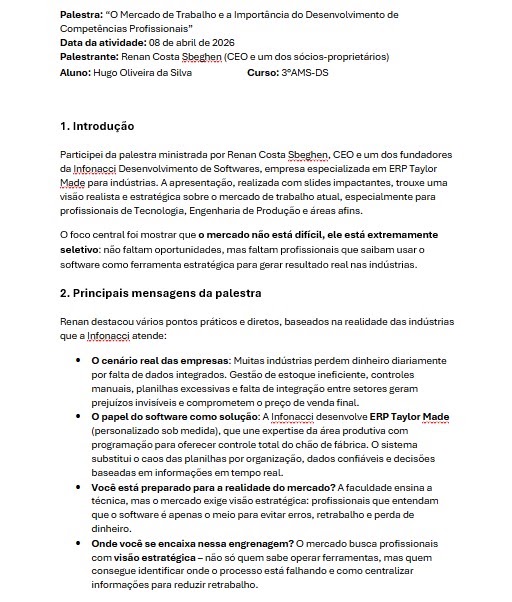 Palestra: “O Mercado de Trabalho e a Importância do Desenvolvimento de
Competências Profissionais”
Data da atividade: 08 de abril de 2026
Palestrante: Renan Costa Sbeghen (CEO e um dos sócios-proprietários)
Aluno: Hugo Oliveira da Silva Curso: 3ºAMS-DS
1. Introdução
Participei da palestra ministrada por Renan Costa Sbeghen, CEO e um dos fundadores
da Infonacci Desenvolvimento de Softwares, empresa especializada em ERP Taylor
Made para indústrias. A apresentação, realizada com slides impactantes, trouxe uma
visão realista e estratégica sobre o mercado de trabalho atual, especialmente para
profissionais de Tecnologia, Engenharia de Produção e áreas afins.
O foco central foi mostrar que o mercado não está difícil, ele está extremamente
seletivo: não faltam oportunidades, mas faltam profissionais que saibam usar o
software como ferramenta estratégica para gerar resultado real nas indústrias.
2. Principais mensagens da palestra
Renan destacou vários pontos práticos e diretos, baseados na realidade das indústrias
que a Infonacci atende:
• O cenário real das empresas: Muitas indústrias perdem dinheiro diariamente
por falta de dados integrados. Gestão de estoque ineficiente, controles
manuais, planilhas excessivas e falta de integração entre setores geram
prejuízos invisíveis e comprometem o preço de venda final.
• O papel do software como solução: A Infonacci desenvolve ERP Taylor Made
(personalizado sob medida), que une expertise da área produtiva com
programação para oferecer controle total do chão de fábrica. O sistema
substitui o caos das planilhas por organização, dados confiáveis e decisões
baseadas em informações em tempo real.
• Você está preparado para a realidade do mercado? A faculdade ensina a
técnica, mas o mercado exige visão estratégica: profissionais que entendam
que o software é apenas o meio para evitar erros, retrabalho e perda de
dinheiro.
• Onde você se encaixa nessa engrenagem? O mercado busca profissionais
com visão estratégica – não só quem sabe operar ferramentas, mas quem
consegue identificar onde o processo está falhando e como centralizar
informações para reduzir retrabalho.